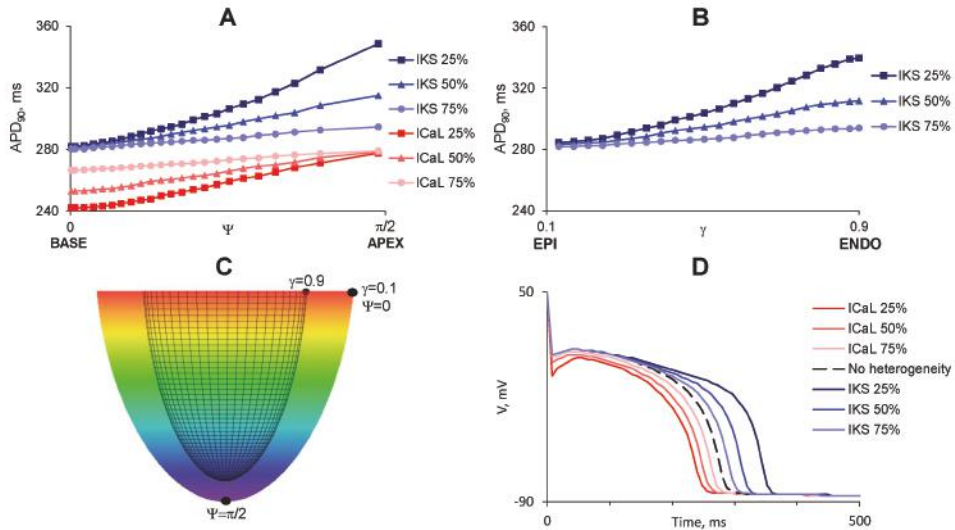 A
360
320
280
240
APD90, ms
0
Ψ
π/2
BASE
APEX
IKS 25%
IKS 50%
IKS 75%
ICaL 25%
ICaL 50%
ICaL 75%
B
360
320
280
240
APD90, ms
0.1
γ
0.9
EPI
ENDO
IKS 25%
IKS 50%
IKS 75%
C
γ=0.9
γ=0.1
Ψ=0
Ψ=π/2
D
50
V, mV
-90
0
Time, ms
500
ICaL 25%
ICaL 50%
ICaL 75%
No heterogeneity
IKS 25%
IKS 50%
IKS 75%